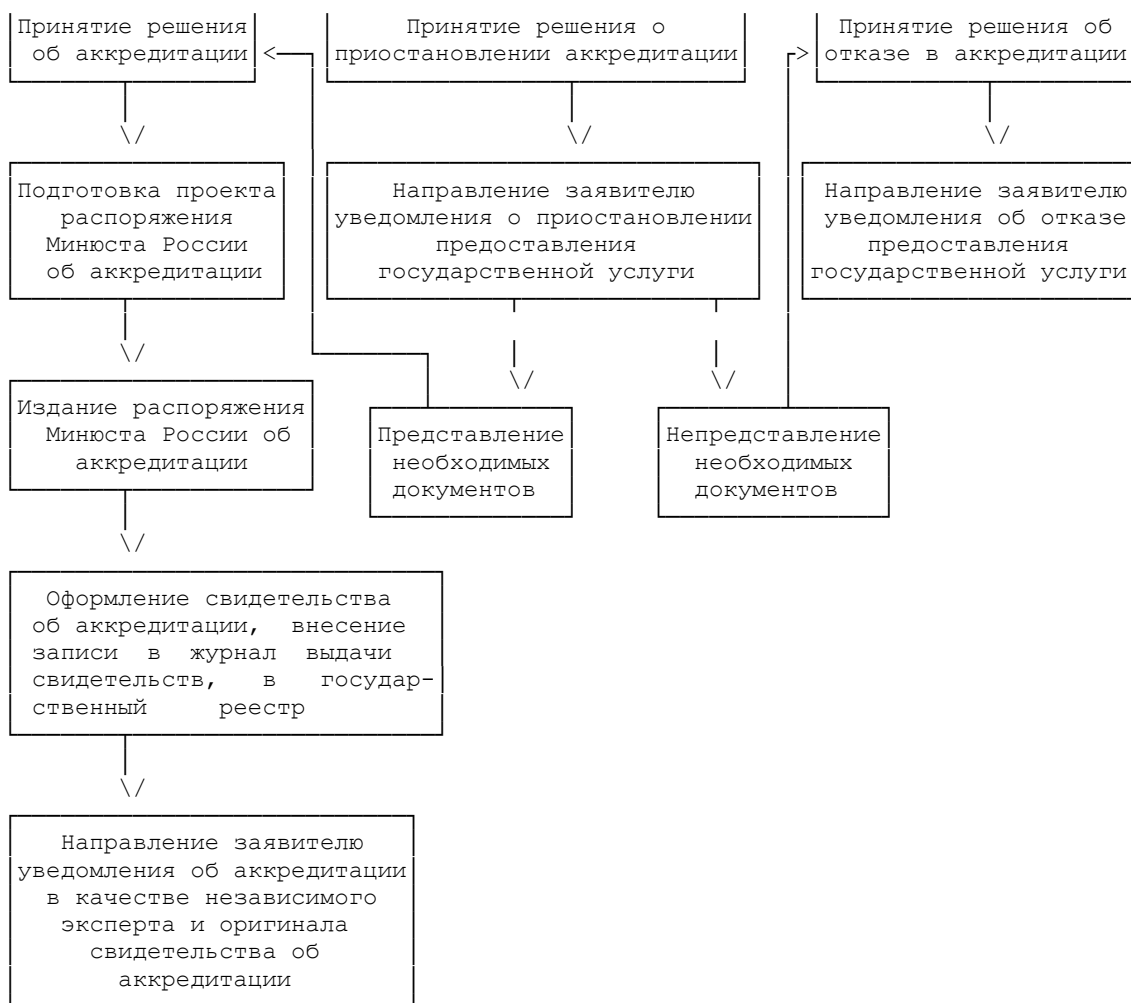 Принятие решения
об аккредитации
Принятие решения о
приостановлении аккредитации
Принятие решения об
отказе в аккредитации
Подготовка проекта
распоряжения
Минюста России
об аккредитации
Направление заявителю
уведомления о приостановлении
предоставления
государственной услуги
Направление заявителю
уведомления об отказе
предоставления
государственной услуги
Издание распоряжения
Минюста России об
аккредитации
Представление
необходимых
документов
Непредставление
необходимых
документов
Оформление свидетельства
об аккредитации, внесение
записи в журнал выдачи
свидетельств, в государ-
ственный реестр
Направление заявителю
уведомления об аккредитации
в качестве независимого
эксперта и оригинала
свидетельства об
аккредитации